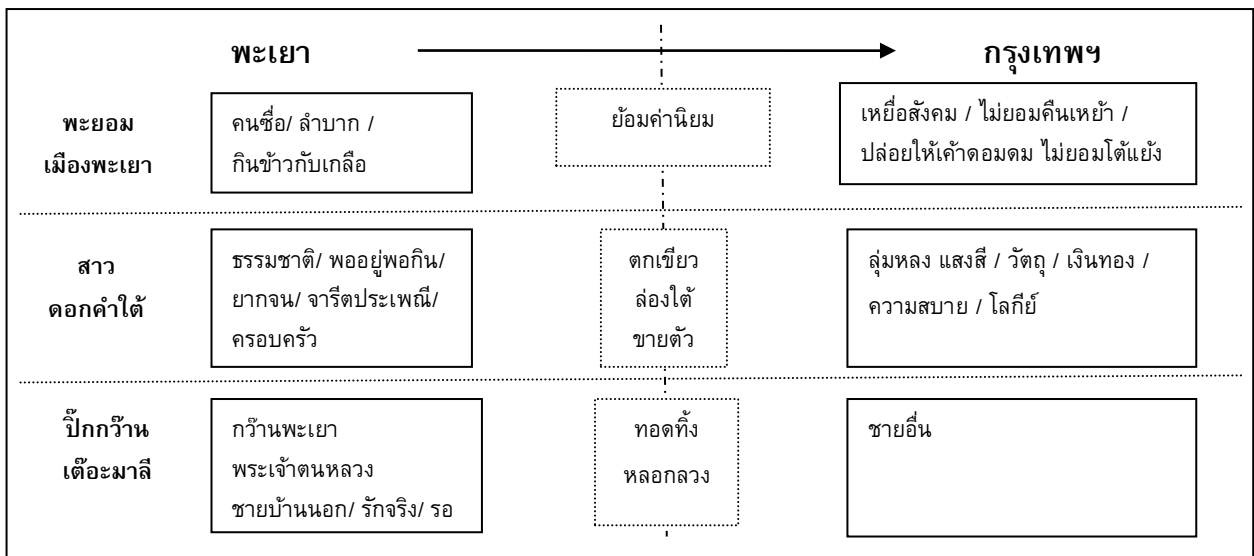 พะเยา
กรุงเทพฯ
พะยอม
เมืองพะเยา
คนซื่อ/ ลำบาก /
กินข้าวกับเกลือ
ย้อมค่านิยม
เหยื่อสังคม / ไม่ยอมคืนเหย้า /
ปล่อยให้เค้าดอมดม ไม่ยอมโต้แย้ง
สาว
ดอกคำใต้
ธรรมชาติ/ พออยู่พอกิน/
ยากจน/ จารีตประเพณี/
ครอบครัว
ตกเขียว
ล่องใต้
ขายตัว
ลุ่มหลง แสงสี / วัตถุ / เงินทอง /
ความสบาย / โลกีย์
ปิ๊กกว๊าน
เต๊อะมาลี
กว๊านพะเยา
พระเจ้าตนหลวง
ชายบ้านนอก/ รักจริง/ รอ
ทอดทิ้ง
หลอกลวง
ชายอื่น